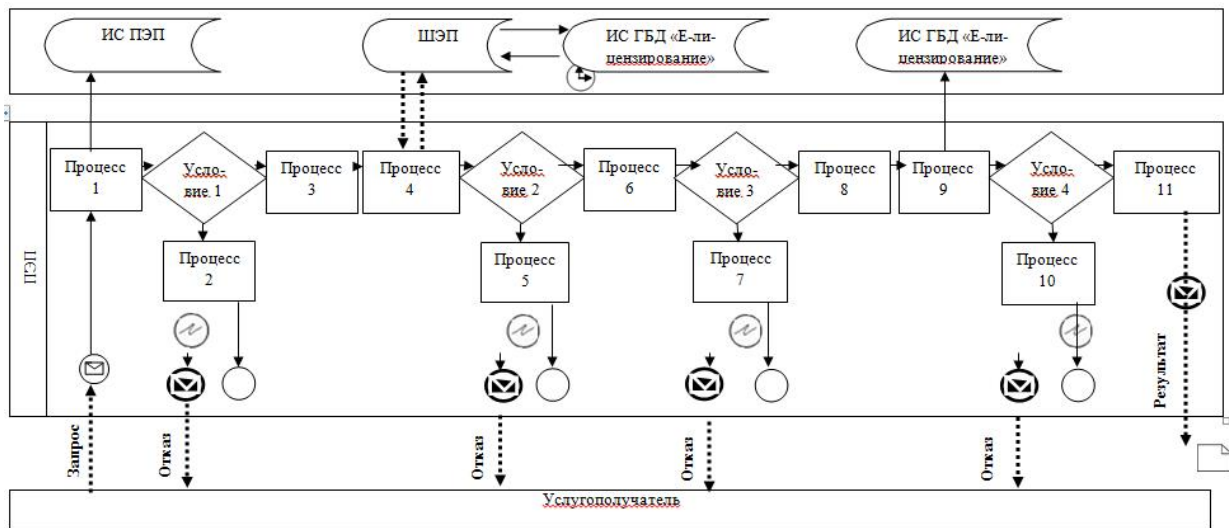 ИС ПЭП
ШЭП
ИС ГБД «Е-ли-
цензирование»
ИС ГБД «Е-ли-
цензирование»
ПЭП
Процесс
1
Усло-
вие 1
Процесс
3
Процесс
4
Усло-
вие 2
Процесс
6
Усло-
вие 3
Процесс
8
Процесс
9
Усло-
вие 4
Процесс
11
Процесс
2
Процесс
5
Процесс
7
Процесс
10
Запрос
Отказ
Отказ
Отказ
Отказ
Результат
Услугополучатель